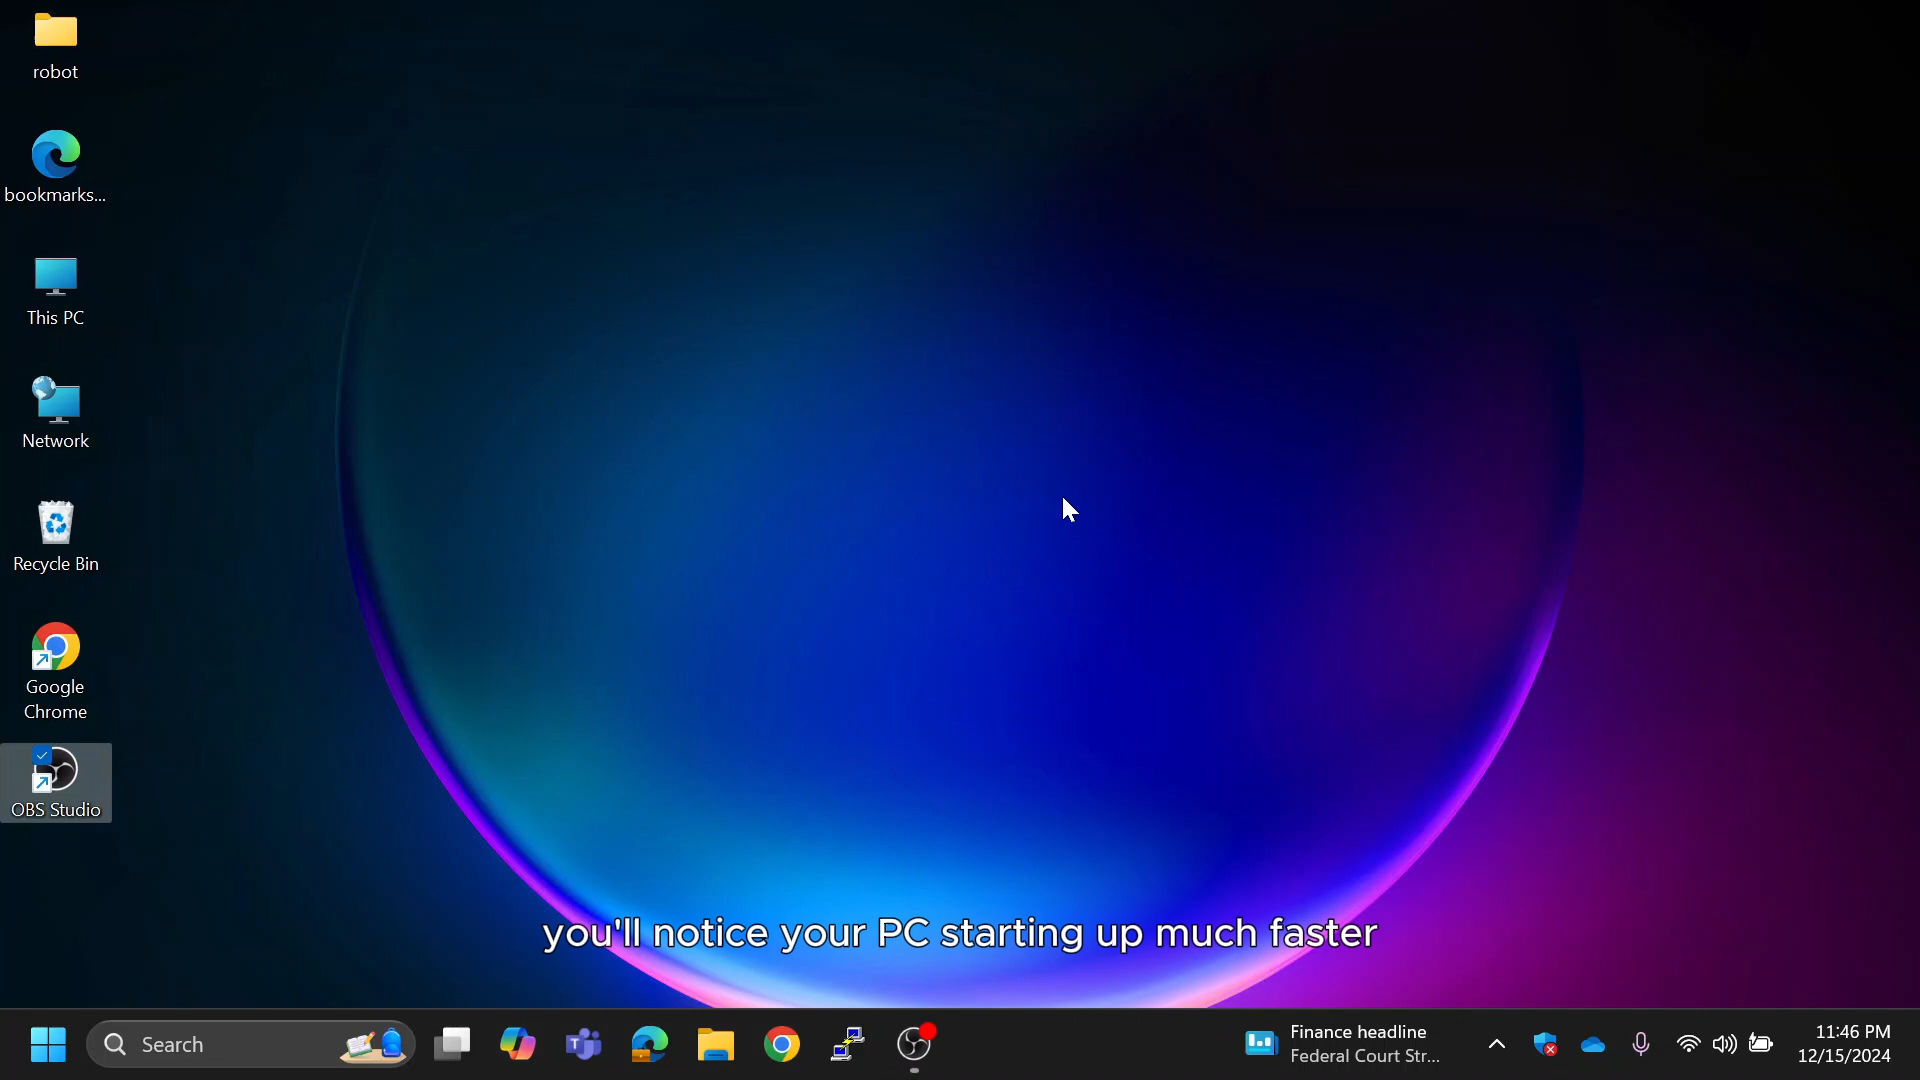 robot
bookmarks...
This PC
Network
Recycle Bin
Google
Chrome
OBS Studio
you'll notice your PC starting up much faster
Search
Finance headline
Federal Court Str...
11:46 PM
12/15/2024